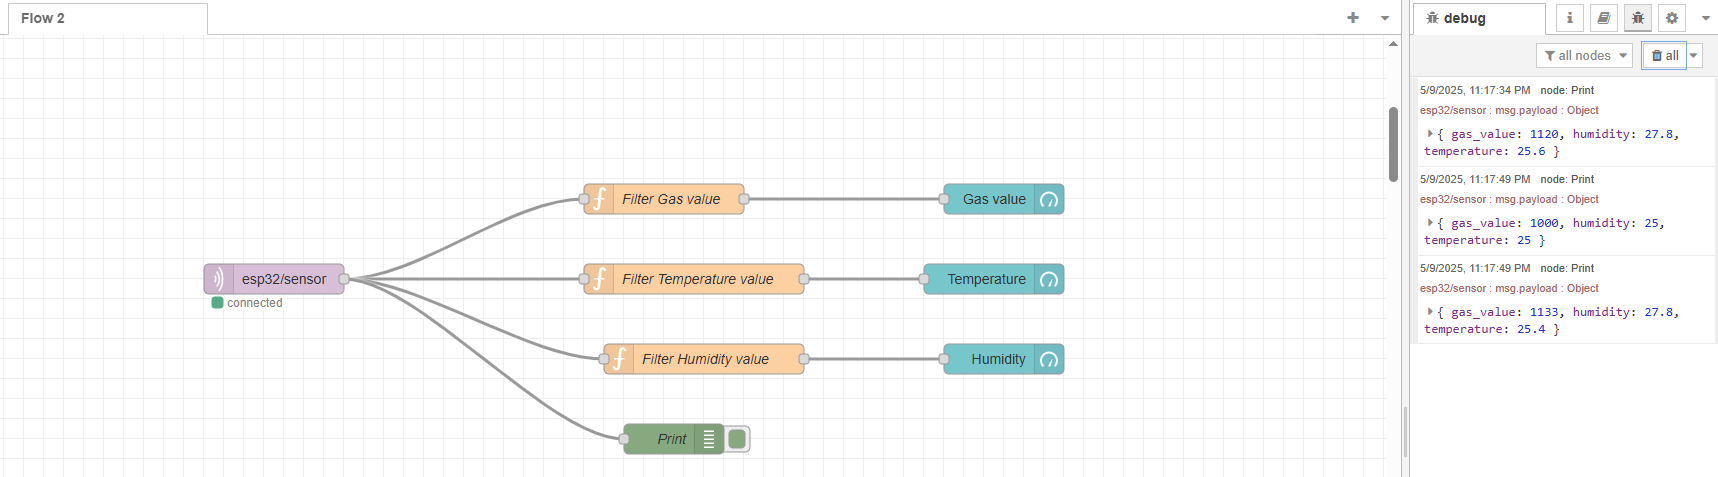 Flow 2
debug
all nodes
all
5/9/2025, 11:17:34 PM node: Print
esp32/sensor : msg.payload : Object
{ gas_value: 1120, humidity: 27.8,
temperature: 25.6 }
5/9/2025, 11:17:49 PM node: Print
esp32/sensor : msg.payload : Object
{ gas_value: 1000, humidity: 25,
temperature: 25 }
5/9/2025, 11:17:49 PM node: Print
esp32/sensor : msg.payload : Object
{ gas_value: 1133, humidity: 27.8,
temperature: 25.4 }
esp32/sensor
connected
Filter Gas value
Gas value
Filter Temperature value
Temperature
Filter Humidity value
Humidity
Print